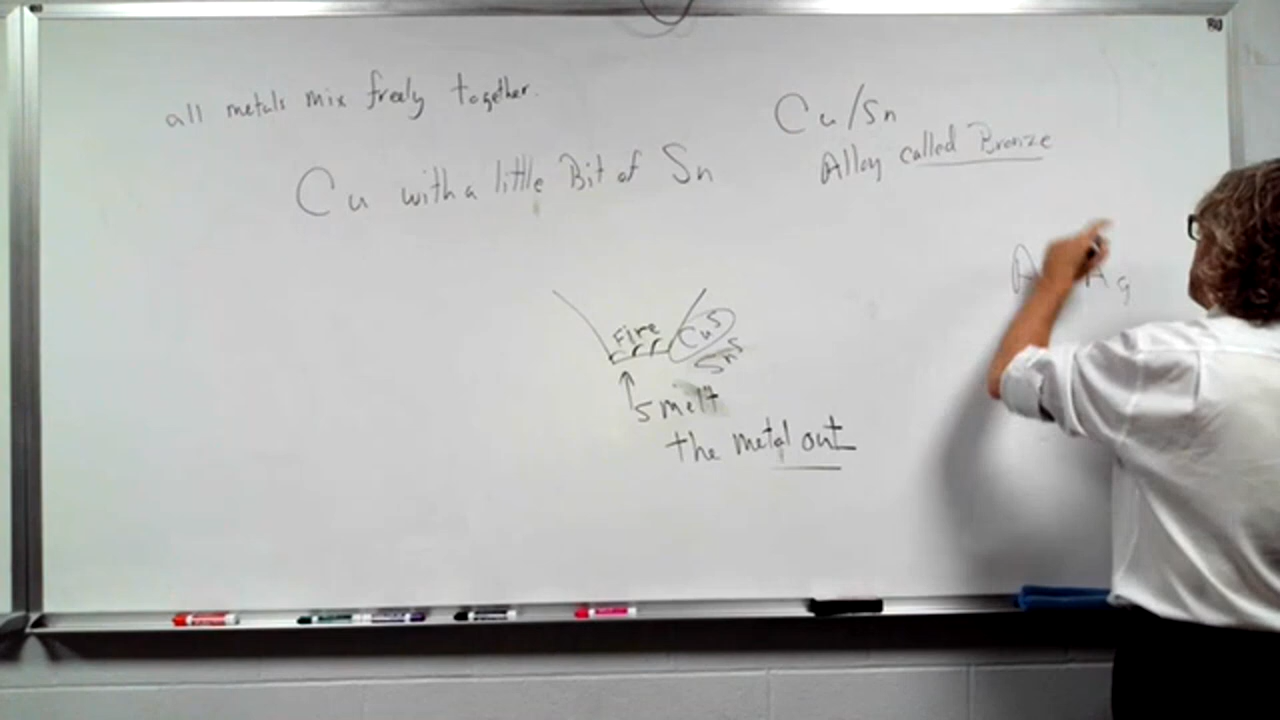 all metals mix freely together.
Cu with a little Bit of Sn
Cu/Sn
Alloy called Bronze
Ag
Fire
CuS
SnS
Smelt
the metal out